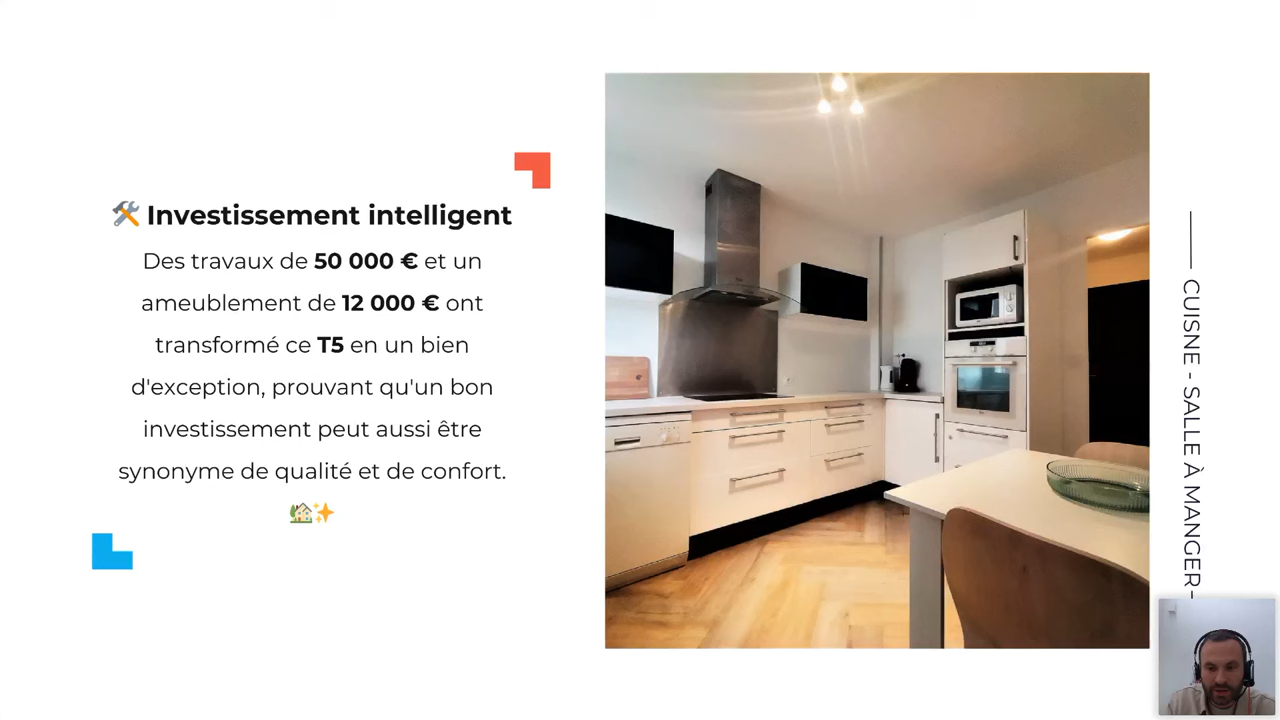 🛠️ Investissement intelligent
Des travaux de 50 000 € et un
ameublement de 12 000 € ont
transformé ce T5 en un bien
d'exception, prouvant qu'un bon
investissement peut aussi être
synonyme de qualité et de confort.
🏡✨
CUISNE - SALLE À MANGER